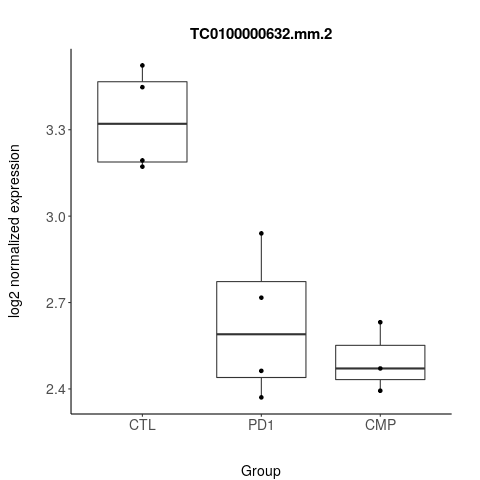 TC0100000632.mm.2
log2 normalized expression
3.3
3.0
2.7
2.4
CTL PD1 CMP
Group